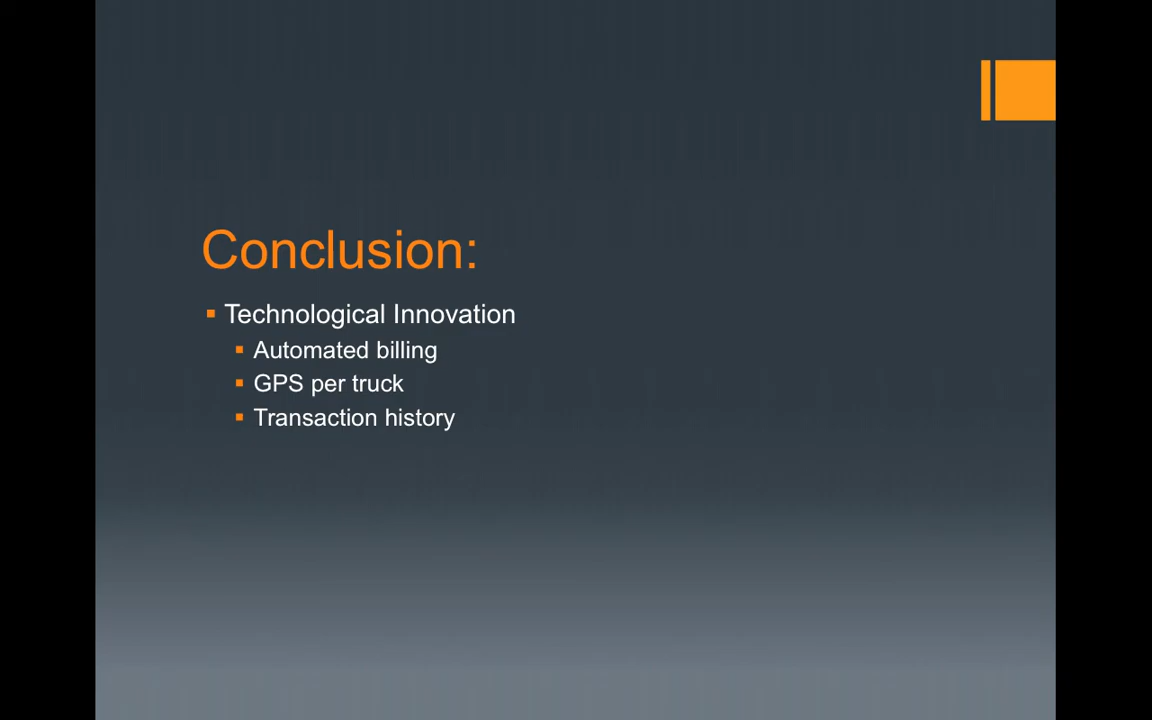 Conclusion:
Technological Innovation
Automated billing
GPS per truck
Transaction history